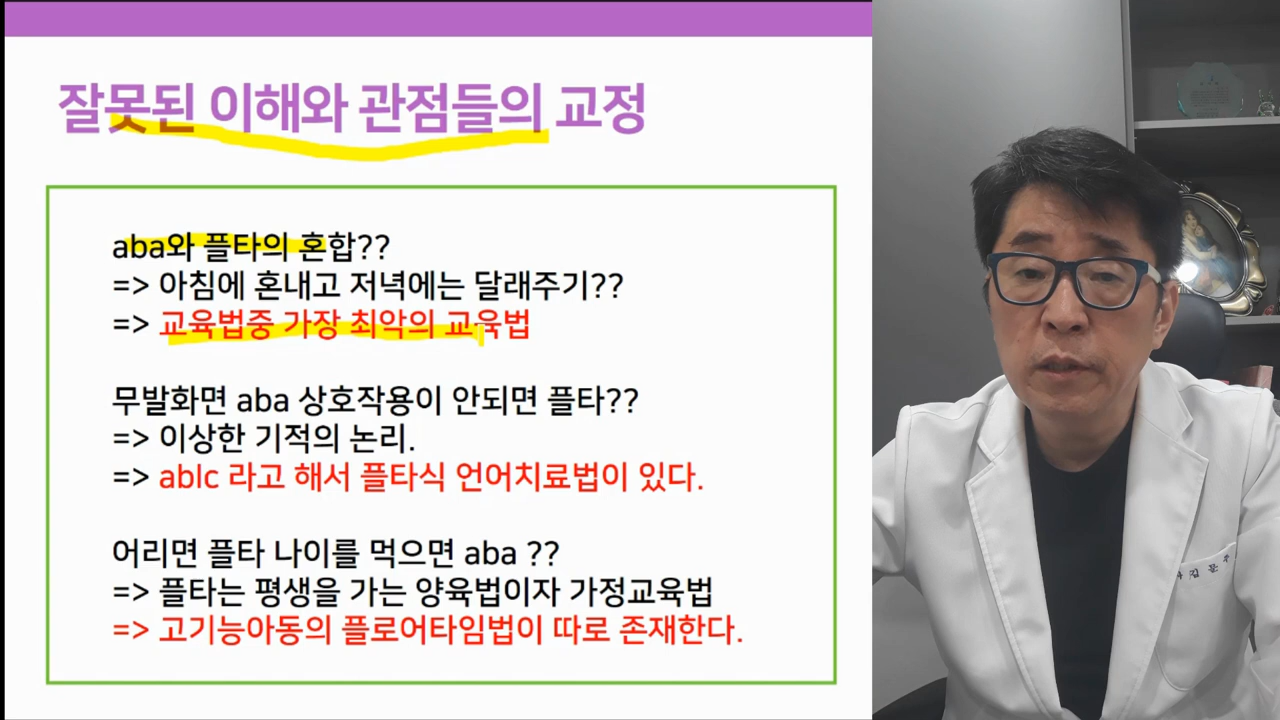 잘못된 이해와 관점들의 교정
aba와 플타의 혼합??
=> 아침에 혼내고 저녁에는 달래주기??
=> 교육법중 가장 최악의 교육법
무발화면 aba 상호작용이 안되면 플타??
=> 이상한 기적의 논리.
=> ablc 라고 해서 플타식 언어치료법이 있다.
어리면 플타 나이를 먹으면 aba ??
=> 플타는 평생을 가는 양육법이자 가정교육법
=> 고기능아동의 플로어타임법이 따로 존재한다.